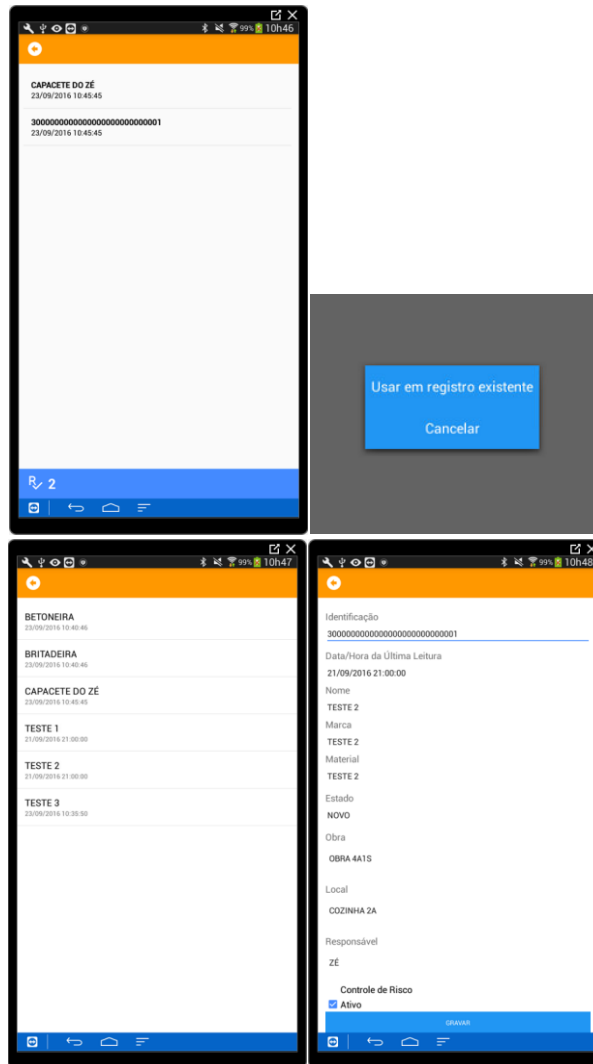 99% 10h46
CAPACETE DO ZÉ
23/09/2016 10:45:45
300000000000000000000000000001
23/09/2016 10:45:45
R 2
Usar em registro existente
Cancelar
99% 10h47
BETONEIRA
23/09/2016 10:40:46
BRITADEIRA
23/09/2016 10:40:46
CAPACETE DO ZÉ
23/09/2016 10:45:45
TESTE 1
21/09/2016 21:00:00
TESTE 2
21/09/2016 21:00:00
TESTE 3
23/09/2016 10:35:50
99% 10h48
Identificação
300000000000000000000000000001
Data/Hora da Última Leitura
21/09/2016 21:00:00
Nome
TESTE 2
Marca
TESTE 2
Material
TESTE 2
Estado
NOVO
Obra
OBRA 4A1S
Local
COZINHA 2A
Responsável
ZÉ
Controle de Risco
Ativo
GRAVAR